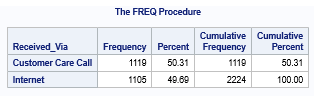 The FREQ Procedure
Cumulative Cumulative
Received_Via Frequency Percent Frequency Percent
Customer Care Call 1119 50.31 1119 50.31
Internet 1105 49.69 2224 100.00